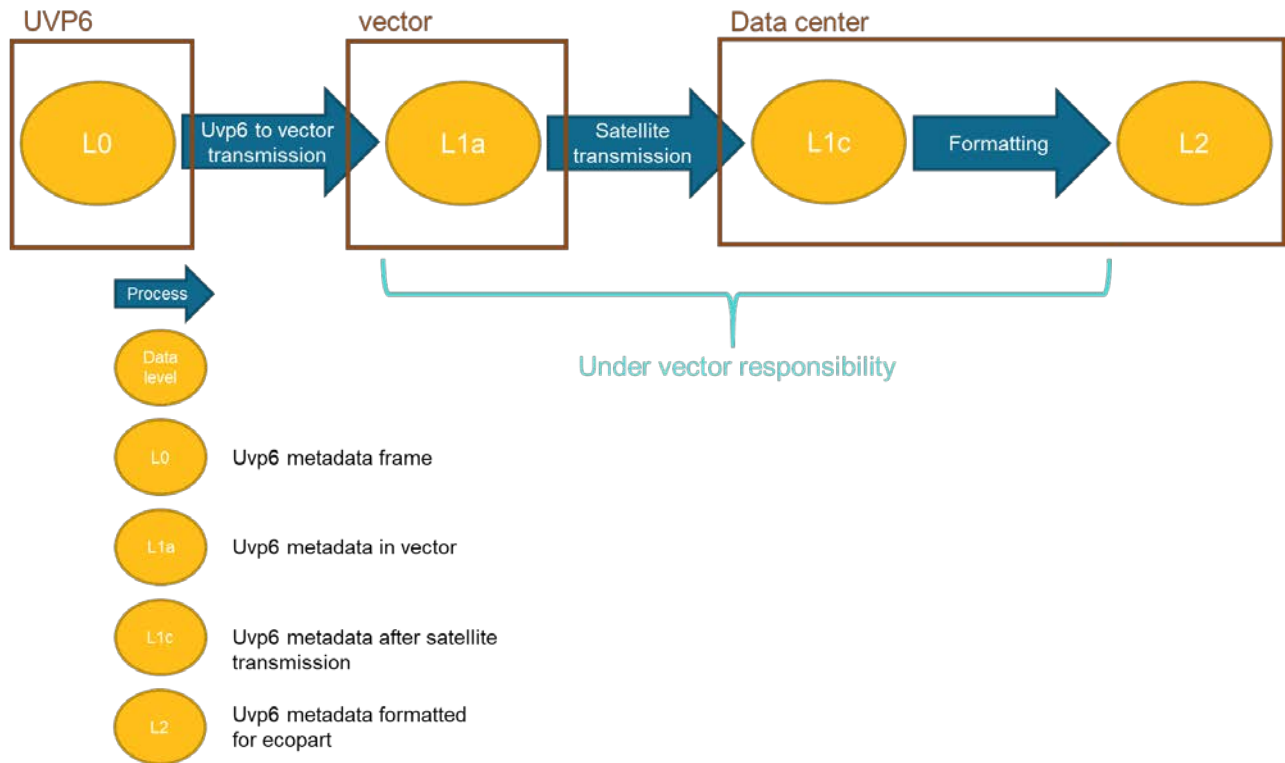 UVP6
vector
Data center
L0
Uvp6 to vector
transmission
L1a
Satellite
transmission
L1c
Formatting
L2
Process
Under vector responsibility
Data
level
L0
Uvp6 metadata frame
L1a
Uvp6 metadata in vector
L1c
Uvp6 metadata after satellite
transmission
L2
Uvp6 metadata formatted
for ecopart